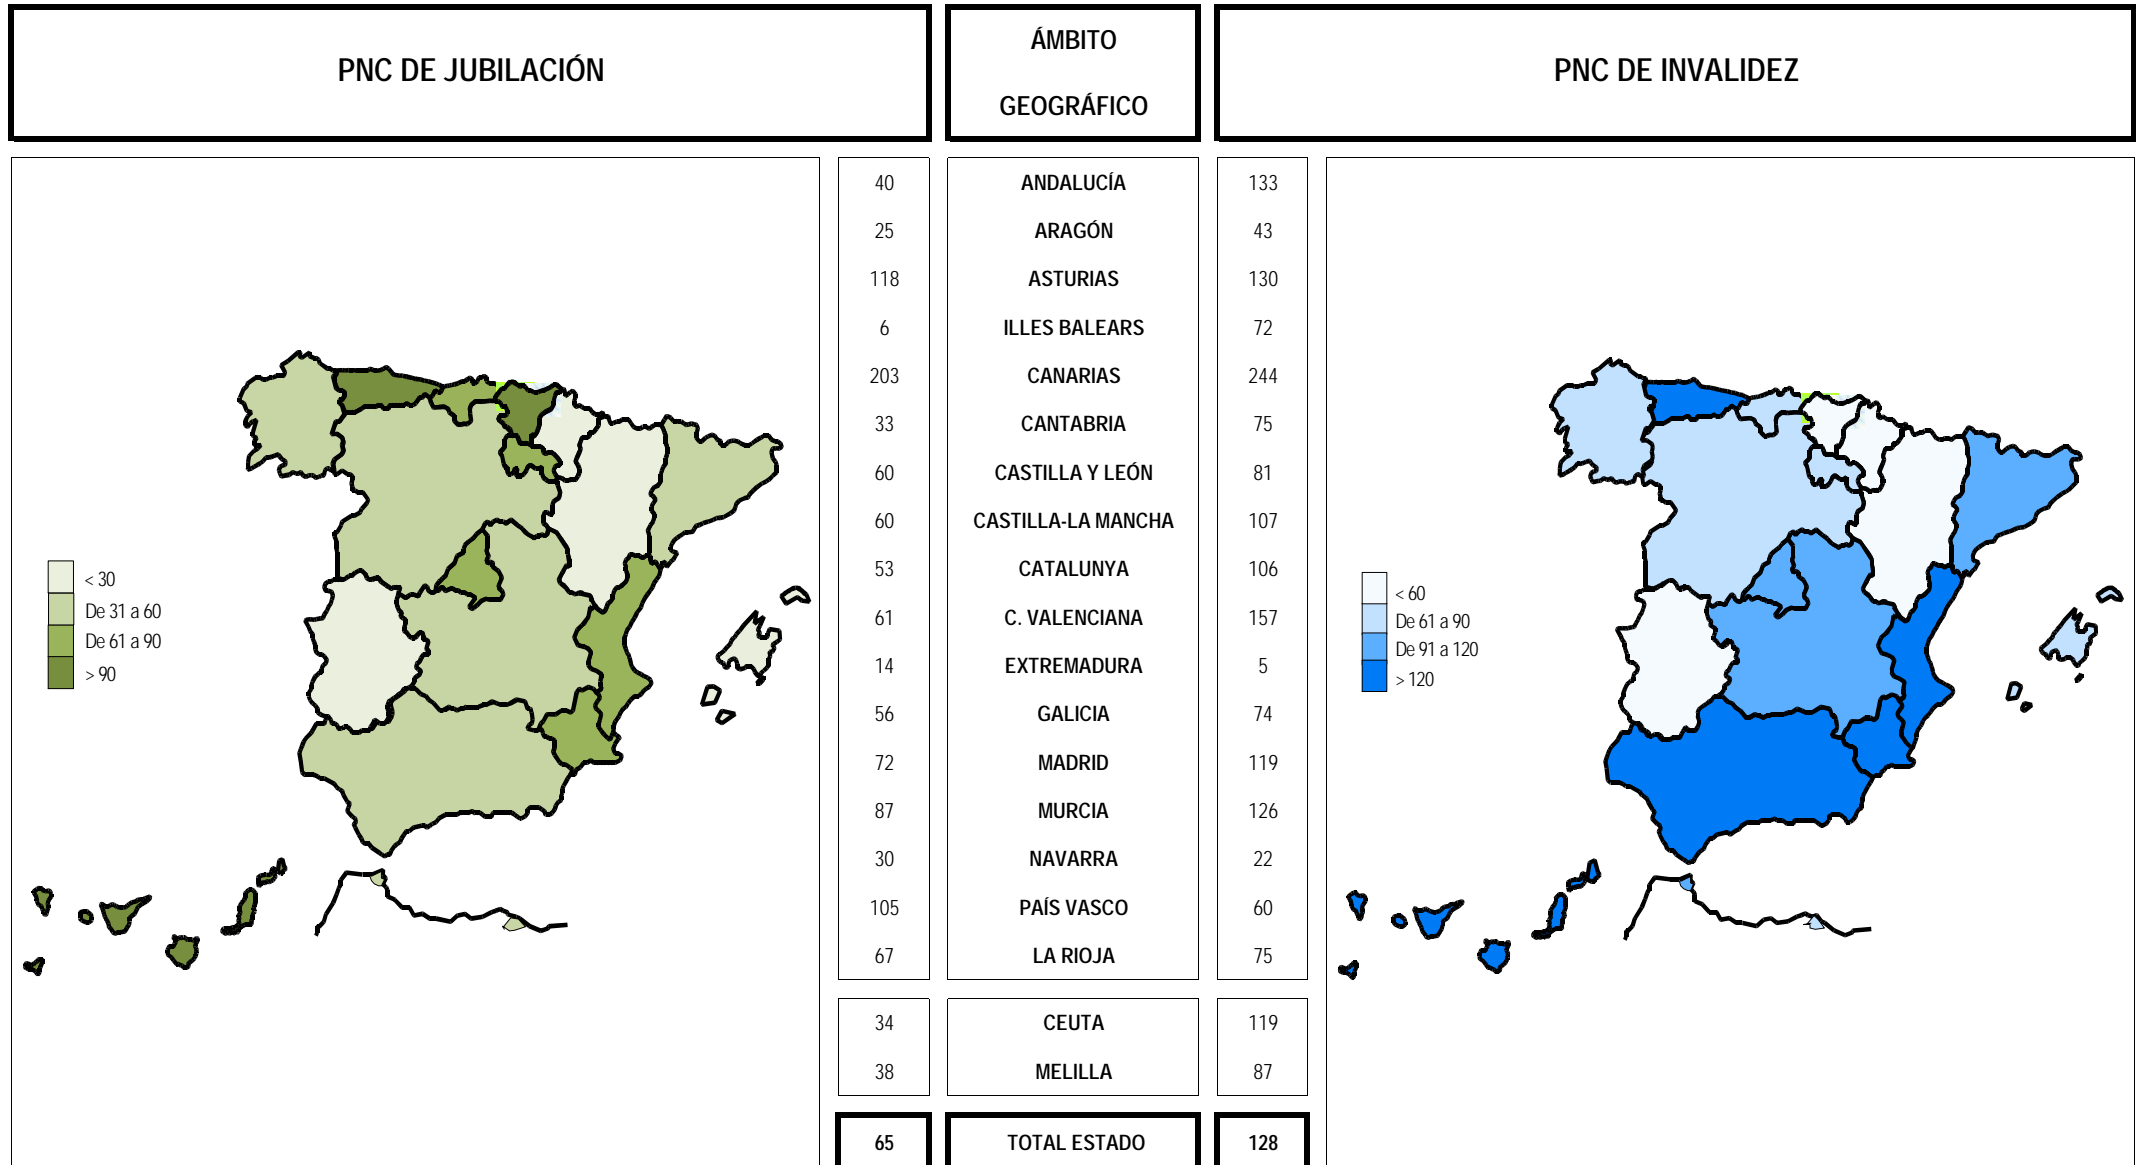 PNC DE JUBILACIÓN
ÁMBITO
GEOGRÁFICO
PNC DE INVALIDEZ
40 ANDALUCÍA 133
25 ARAGÓN 43
118 ASTURIAS 130
6 ILLES BALEARS 72
203 CANARIAS 244
33 CANTABRIA 75
60 CASTILLA Y LEÓN 81
60 CASTILLA-LA MANCHA 107
53 CATALUNYA 106
61 C. VALENCIANA 157
14 EXTREMADURA 5
56 GALICIA 74
72 MADRID 119
87 MURCIA 126
30 NAVARRA 22
105 PAÍS VASCO 60
67 LA RIOJA 75
34 CEUTA 119
38 MELILLA 87
65 TOTAL ESTADO 128
< 30
De 31 a 60
De 61 a 90
> 90
< 60
De 61 a 90
De 91 a 120
> 120